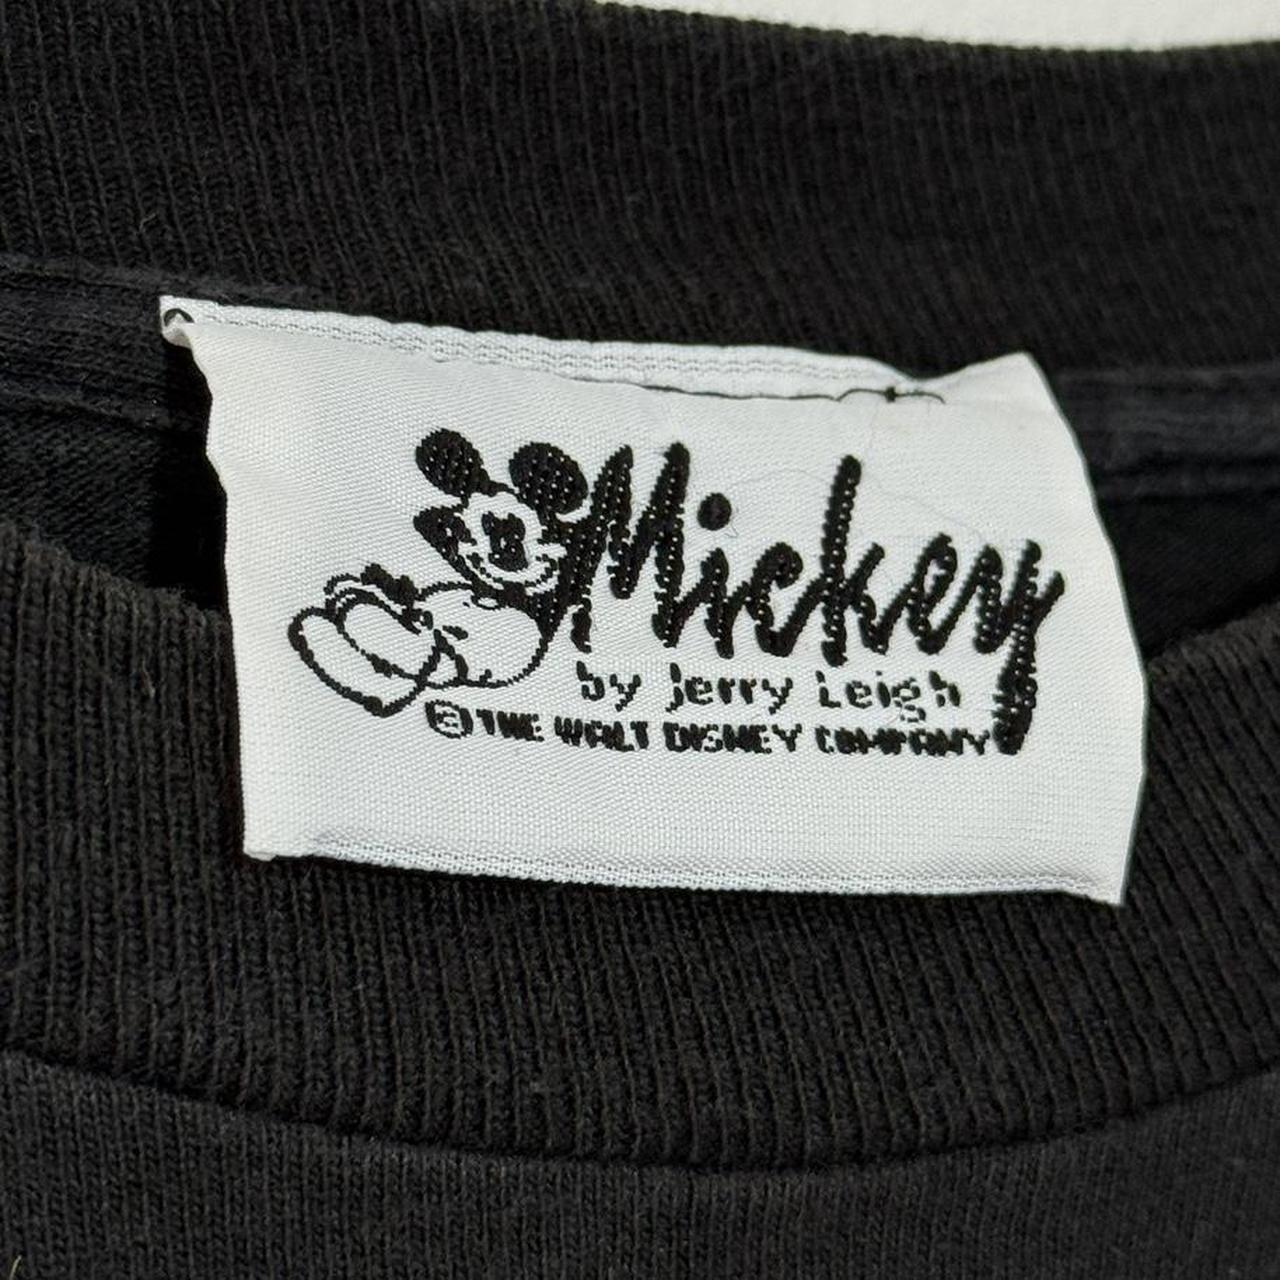 Mickey
by Jerry Leigh
© THE WALT DISNEY COMPANY